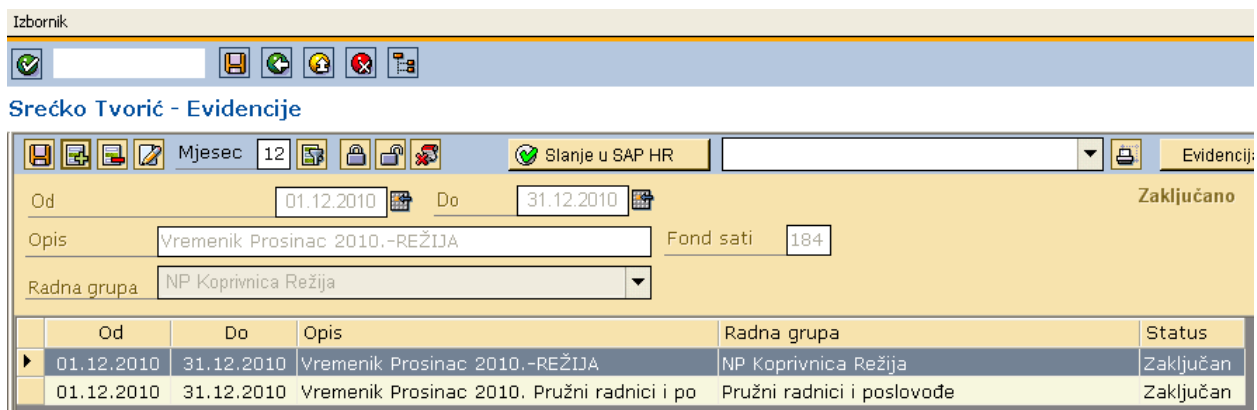 Izbornik
Srećko Tvorić - Evidencije
Mjesec 12 Slanje u SAP HR
Od 01.12.2010 Do 31.12.2010 Zaključano
Opis Vremenik Prosinac 2010.-REŽIJA Fond sati 184
Radna grupa NP Koprivnica Režija
Od Do Opis Radna grupa Status
01.12.2010 31.12.2010 Vremenik Prosinac 2010.-REŽIJA NP Koprivnica Režija Zaključan
01.12.2010 31.12.2010 Vremenik Prosinac 2010. Pružni radnici i po Pružni radnici i poslovođe Zaključan